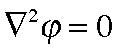 ∇²φ = 0